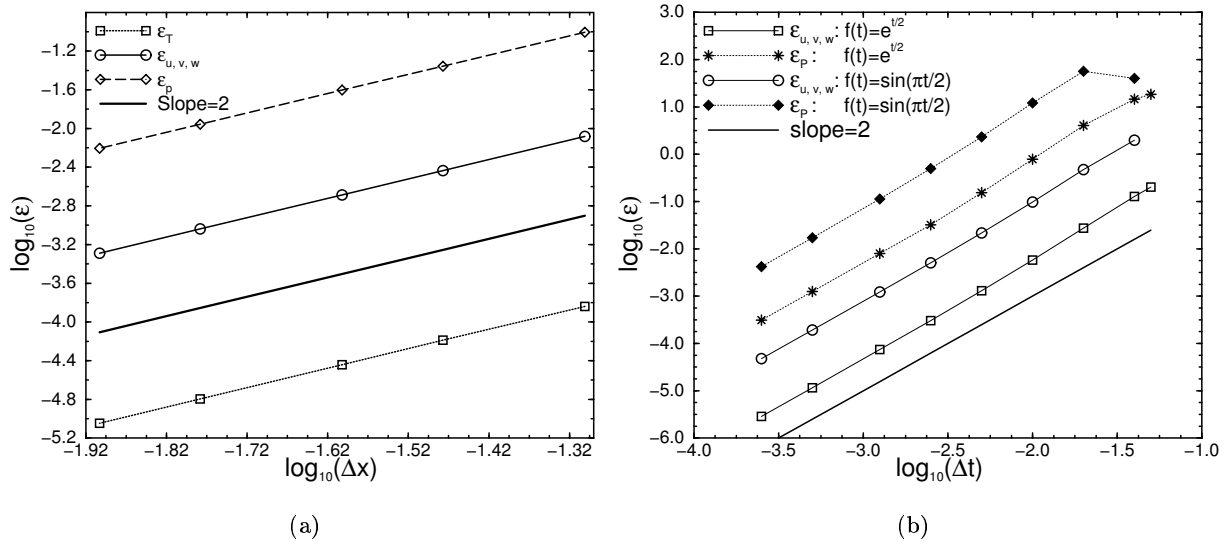 ε_T
ε_{u, v, w}
ε_p
Slope=2
−1.2
−1.6
−2.0
−2.4
−2.8
−3.2
−3.6
−4.0
−4.4
−4.8
−5.2
log₁₀(ε)
−1.92 −1.82 −1.72 −1.62 −1.52 −1.42 −1.32
log₁₀(Δx)
(a)
ε_{u, v, w}: f(t)=e^{t/2}
ε_P: f(t)=e^{t/2}
ε_{u, v, w}: f(t)=sin(πt/2)
ε_P: f(t)=sin(πt/2)
slope=2
3.0
2.0
1.0
0.0
−1.0
−2.0
−3.0
−4.0
−5.0
−6.0
log₁₀(ε)
−4.0 −3.5 −3.0 −2.5 −2.0 −1.5 −1.0
log₁₀(Δt)
(b)